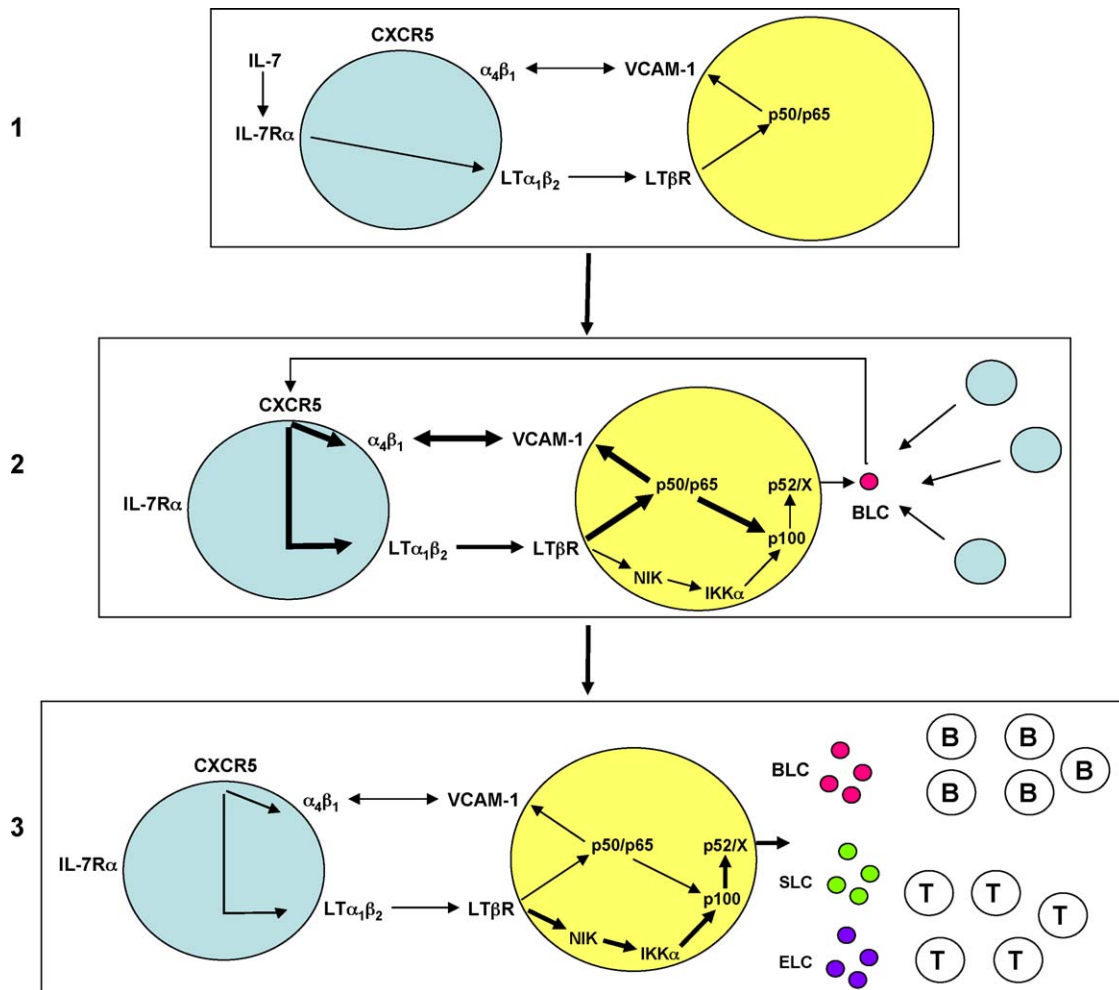 1
CXCR5
IL-7
α₄β₁
VCAM-1
IL-7Rα
p50/p65
LTα₁β₂
LTβR
2
CXCR5
α₄β₁
VCAM-1
IL-7Rα
p50/p65
p52/X
BLC
p100
LTα₁β₂
LTβR
NIK
IKKα
3
CXCR5
α₄β₁
VCAM-1
IL-7Rα
p50/p65
p52/X
p100
LTα₁β₂
LTβR
NIK
IKKα
BLC
B
B
B
B
B
SLC
T
T
T
ELC
T
T